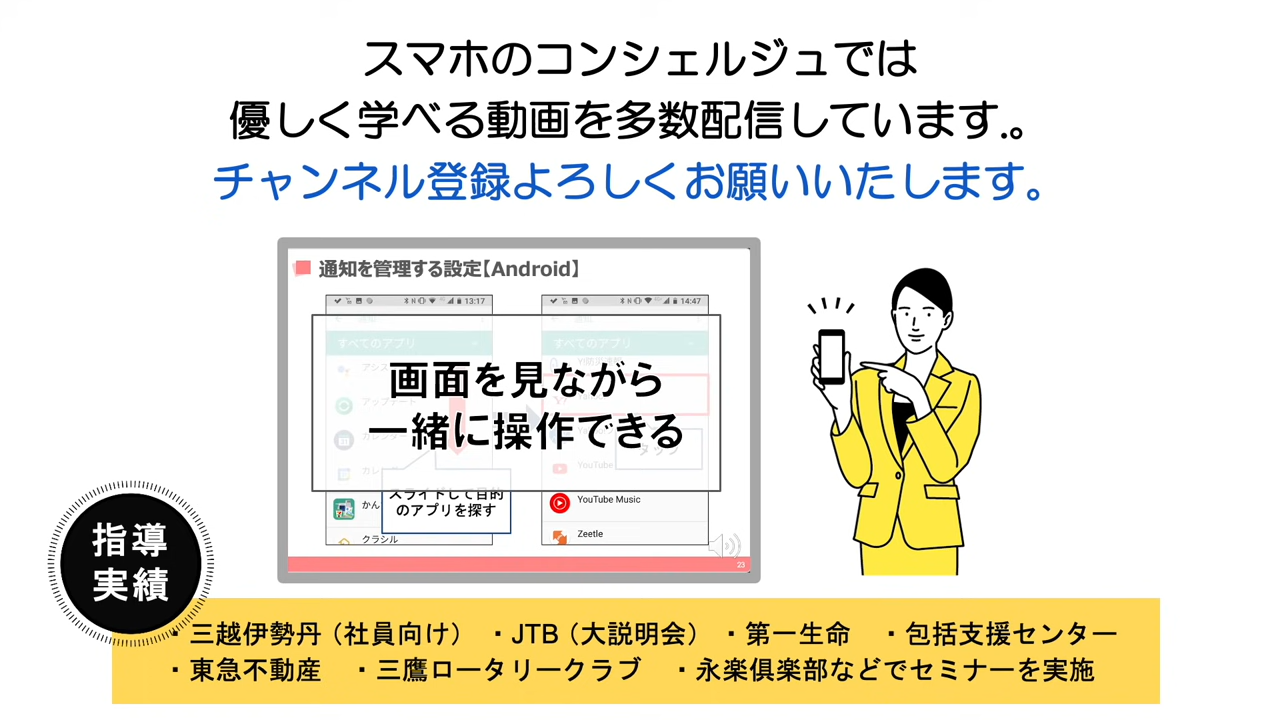 スマホのコンシェルジュでは
優しく学べる動画を多数配信しています.。
チャンネル登録よろしくお願いいたします。
通知を管理する設定【Android】
13:17
14:47
すべてのアプリ
すべてのアプリ
画面を見ながら
一緒に操作できる
タップ
YouTube
スライドして目的
のアプリを探す
かん
クラシル
YouTube Music
Zeetle
23
指導
実績
・三越伊勢丹（社員向け） ・JTB（大説明会） ・第一生命 ・包括支援センター
・東急不動産 ・三鷹ロータリークラブ ・永楽倶楽部などでセミナーを実施